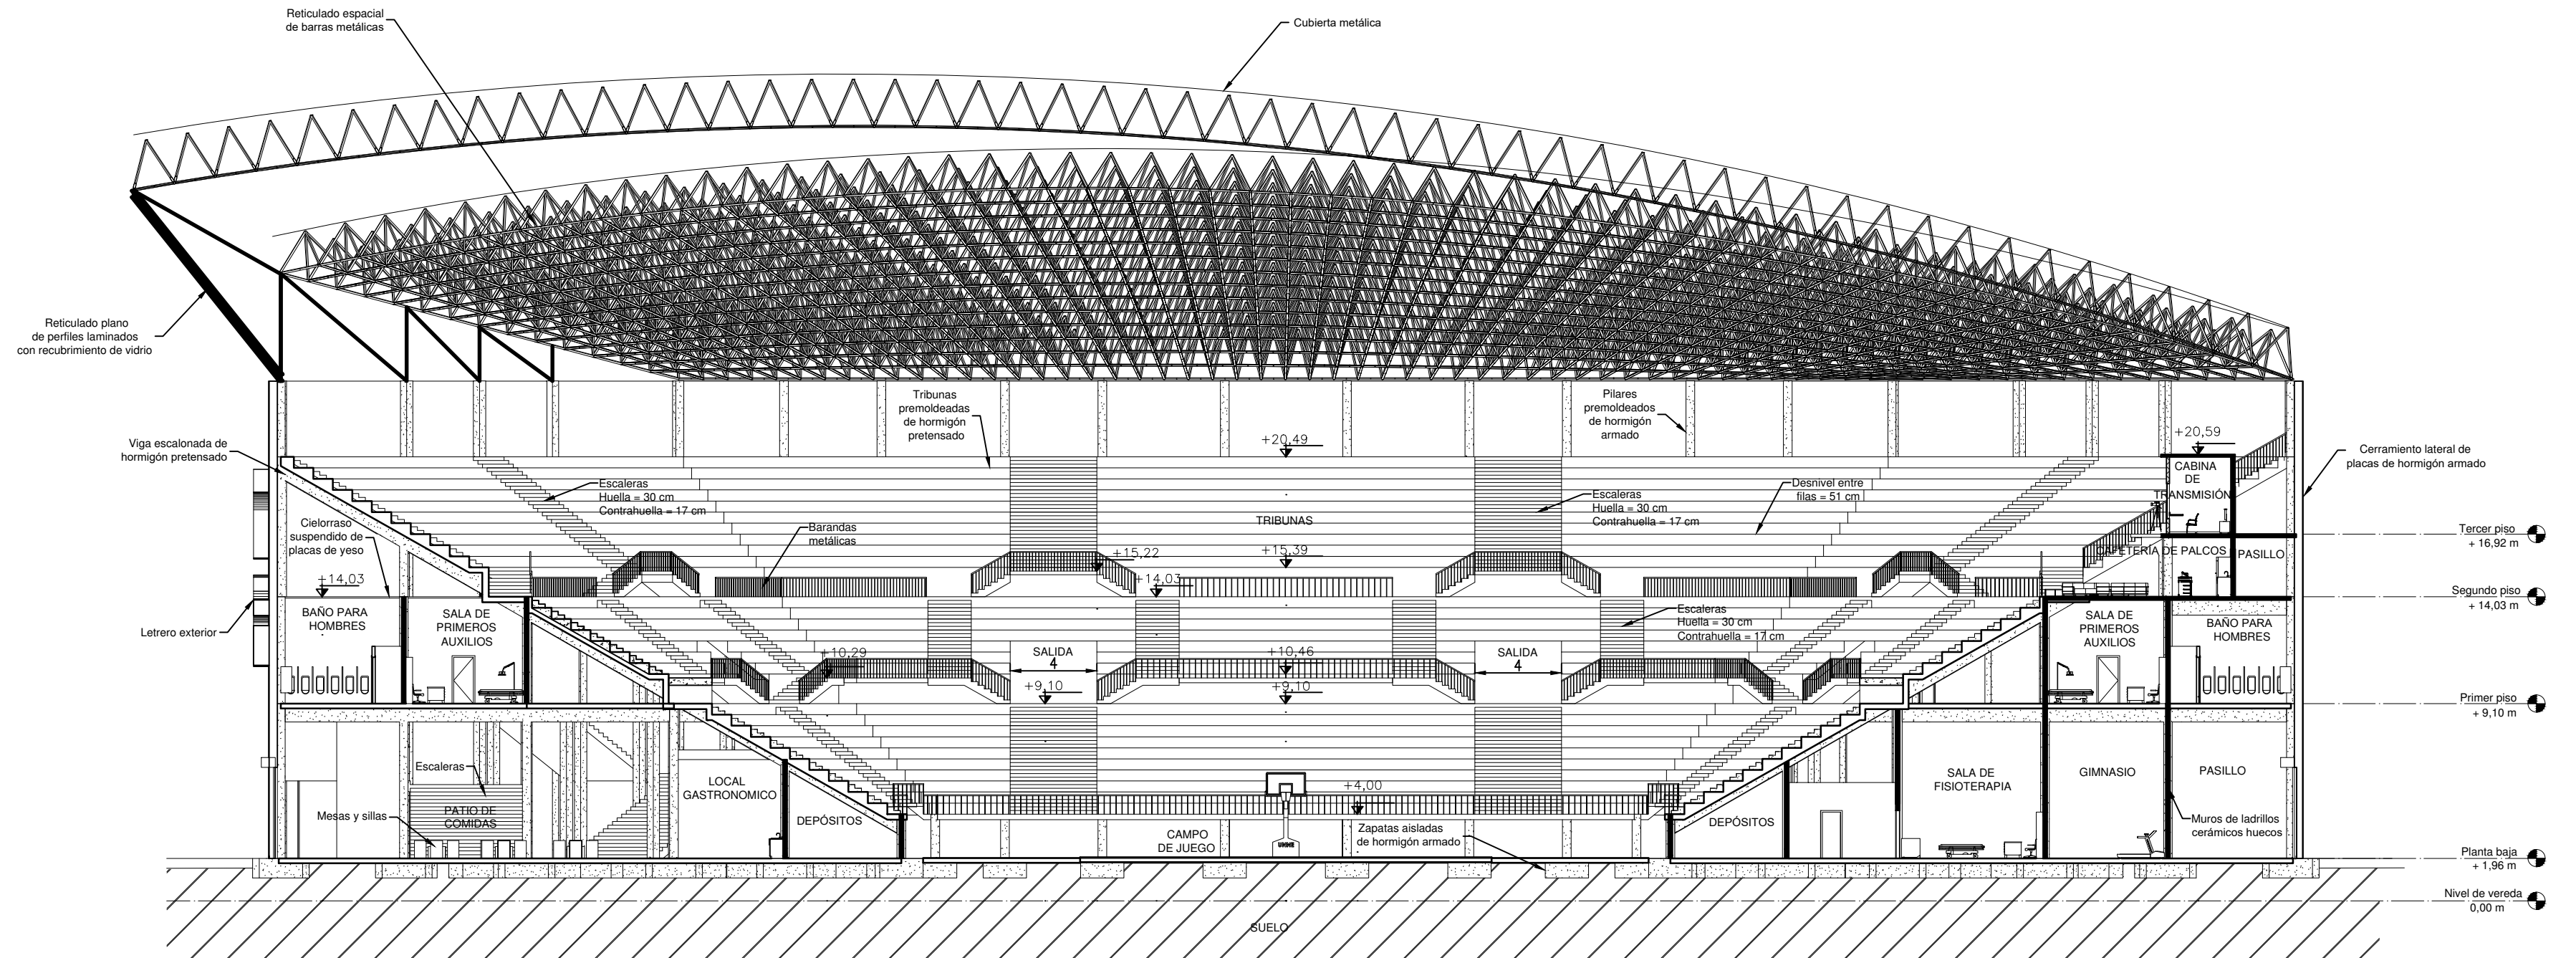 Reticulado espacial
de barras metálicas
Cubierta metálica
Reticulado plano
de perfiles laminados
con recubrimiento de vidrio
Tribunas
premoldeadas
de hormigón
pretensado
Pilares
premoldeados
de hormigón
armado
Viga escalonada de
hormigón pretensado
+20,49
+20,59
Cerramiento lateral de
placas de hormigón armado
CABINA
DE
TRANSMISIÓN
Escaleras
Huella = 30 cm
Contrahuella = 17 cm
Escaleras
Huella = 30 cm
Contrahuella = 17 cm
Desnivel entre
filas = 51 cm
Cielorraso
suspendido de
placas de yeso
Barandas
metálicas
TRIBUNAS
Tercer piso
+ 16,92 m
+15,22
+15,39
CAFETERÍA DE PALCOS
PASILLO
+14,03
+14,03
Segundo piso
+ 14,03 m
BAÑO PARA
HOMBRES
SALA DE
PRIMEROS
AUXILIOS
Escaleras
Huella = 30 cm
Contrahuella = 17 cm
SALA DE
PRIMEROS
AUXILIOS
BAÑO PARA
HOMBRES
Letrero exterior
+10,29
SALIDA
4
+10,46
SALIDA
4
+9,10
+9,10
Primer piso
+ 9,10 m
Escaleras
Mesas y sillas
PATIO DE
COMIDAS
LOCAL
GASTRONOMICO
DEPÓSITOS
+4,00
CAMPO
DE JUEGO
UNNE
Zapatas aisladas
de hormigón armado
DEPÓSITOS
SALA DE
FISIOTERAPIA
GIMNASIO
PASILLO
Muros de ladrillos
cerámicos huecos
Planta baja
+ 1,96 m
Nivel de vereda
0,00 m
SUELO